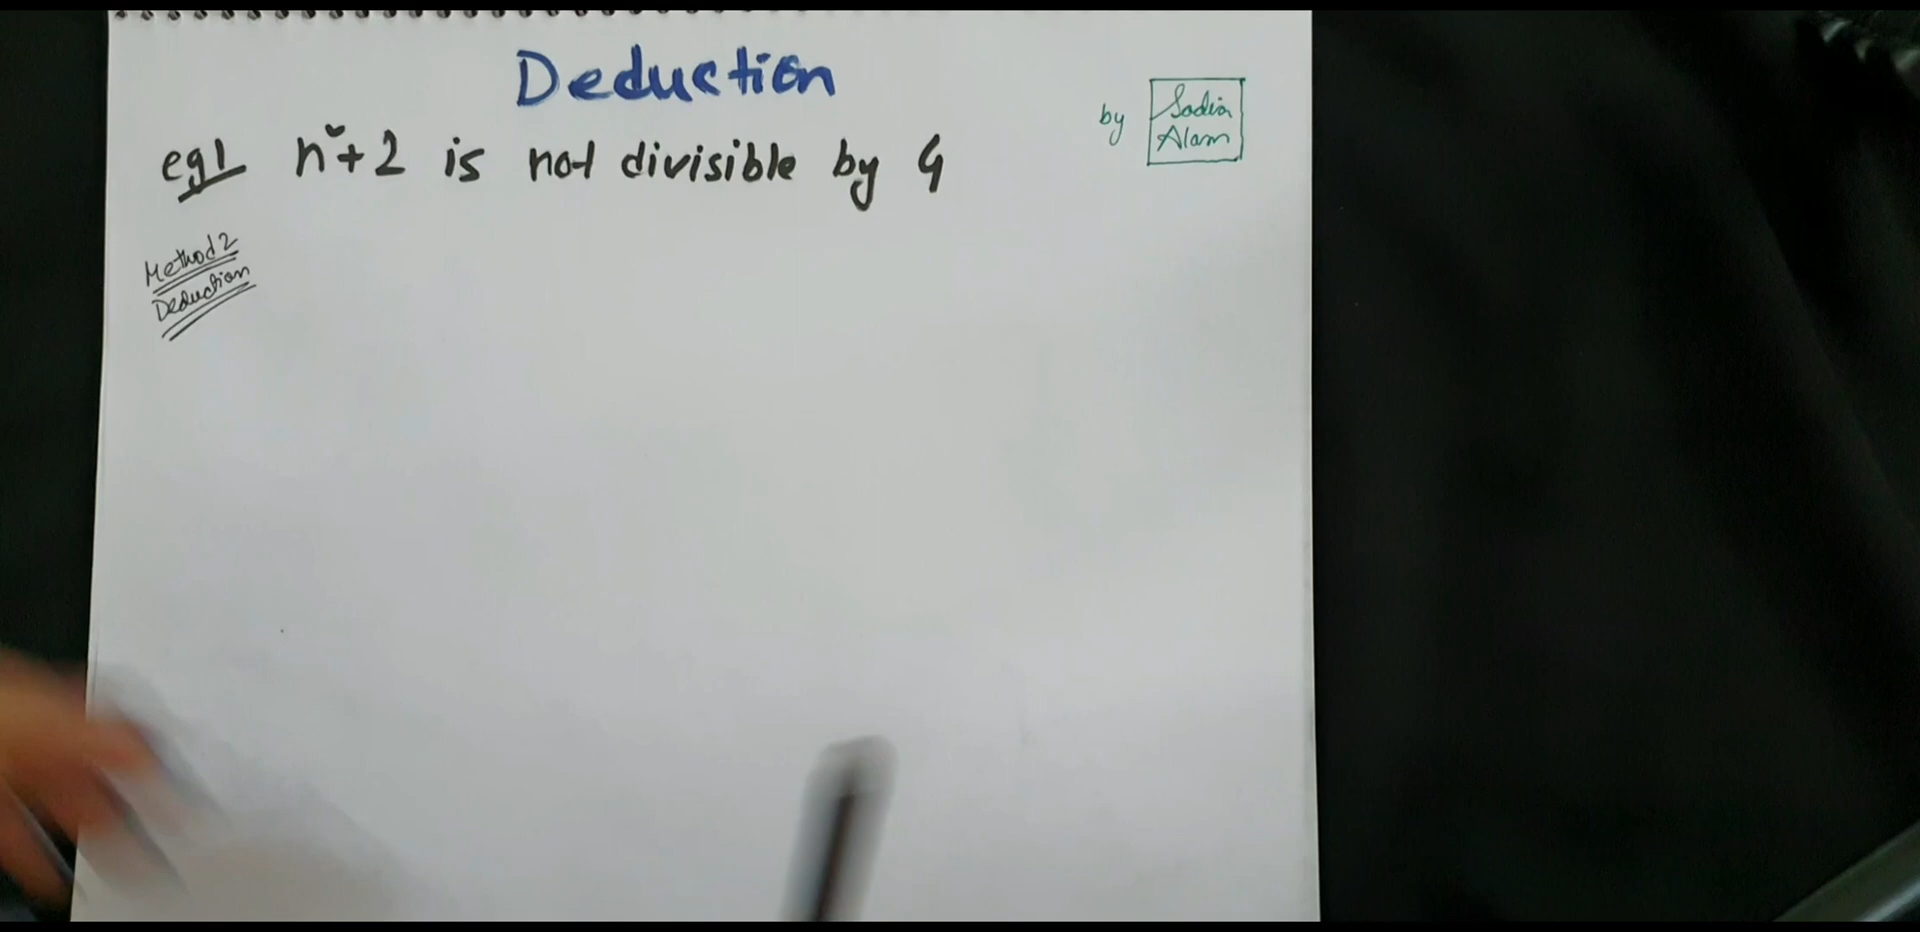 Deduction
by Sadia Alam
eg1 n²+2 is not divisible by 4
Method 2
Deduction